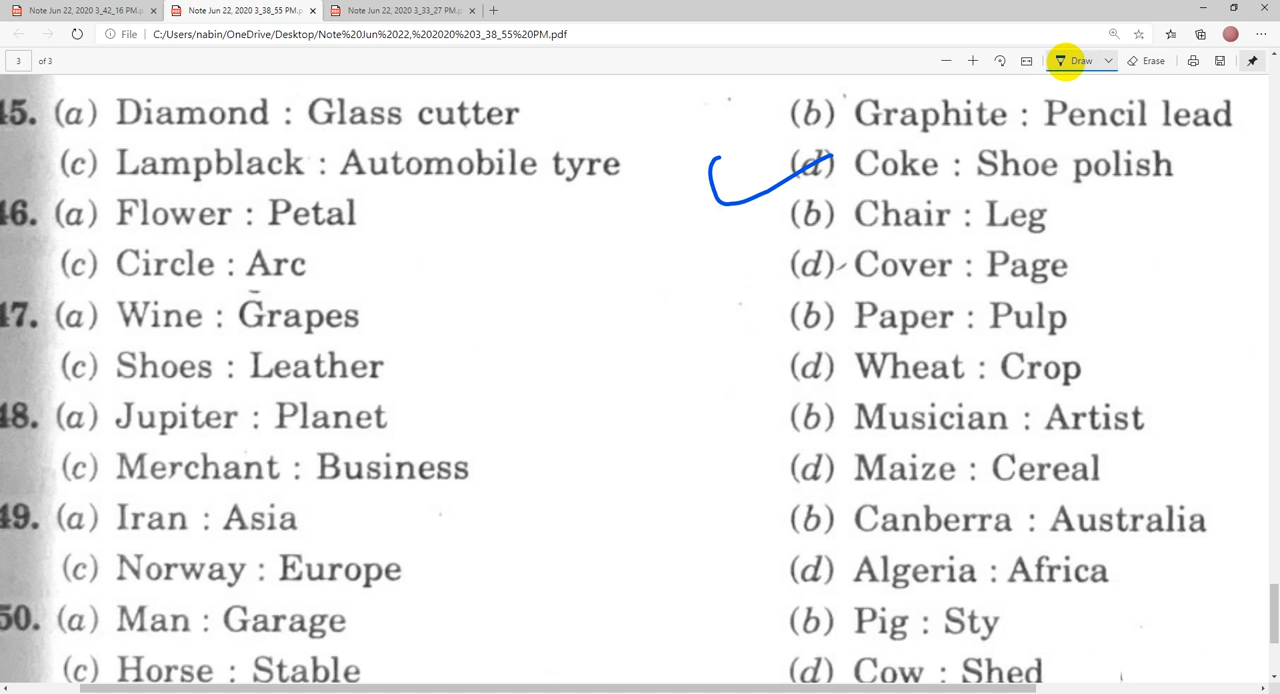 Note Jun 22, 2020 3_42_16 PM.p
Note Jun 22, 2020 3_38_55 PM.p
Note Jun 22, 2020 3_33_27 PM.p
File C:/Users/nabin/OneDrive/Desktop/Note%20Jun%2022,%202020%203_38_55%20PM.pdf
3 of 3 Draw Erase
45. (a) Diamond : Glass cutter (b) Graphite : Pencil lead
(c) Lampblack : Automobile tyre (d) Coke : Shoe polish
46. (a) Flower : Petal (b) Chair : Leg
(c) Circle : Arc (d) Cover : Page
47. (a) Wine : Grapes (b) Paper : Pulp
(c) Shoes : Leather (d) Wheat : Crop
48. (a) Jupiter : Planet (b) Musician : Artist
(c) Merchant : Business (d) Maize : Cereal
49. (a) Iran : Asia (b) Canberra : Australia
(c) Norway : Europe (d) Algeria : Africa
50. (a) Man : Garage (b) Pig : Sty
(c) Horse : Stable (d) Cow : Shed